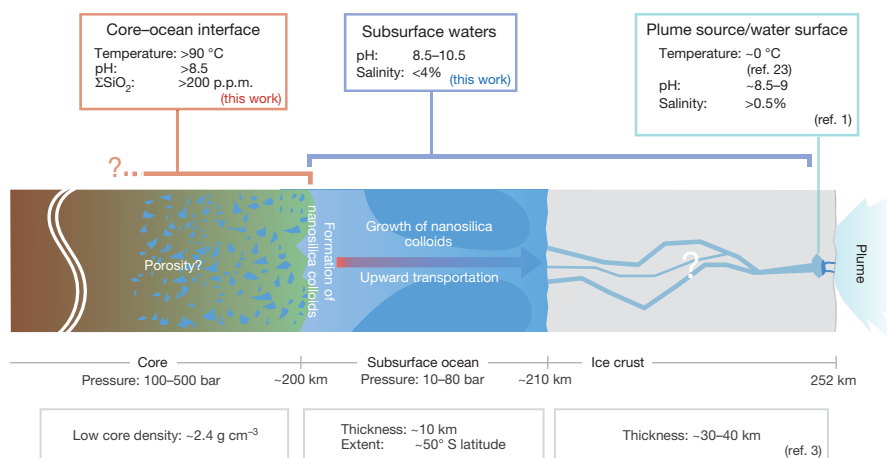 Core–ocean interface
Temperature: >90 °C
pH: >8.5
ΣSiO2: >200 p.p.m.
(this work)
Subsurface waters
pH: 8.5–10.5
Salinity: <4% (this work)
Plume source/water surface
Temperature: ~0 °C
(ref. 23)
pH: ~8.5–9
Salinity: >0.5%
(ref. 1)
?...
Porosity?
Formation of
nanosilica colloids
Growth of nanosilica
colloids
Upward transportation
?
Plume
Core
Pressure: 100–500 bar
~200 km
Subsurface ocean
Pressure: 10–80 bar
~210 km
Ice crust
252 km
Low core density: ~2.4 g cm⁻³
Thickness: ~10 km
Extent: ~50° S latitude
Thickness: ~30–40 km
(ref. 3)